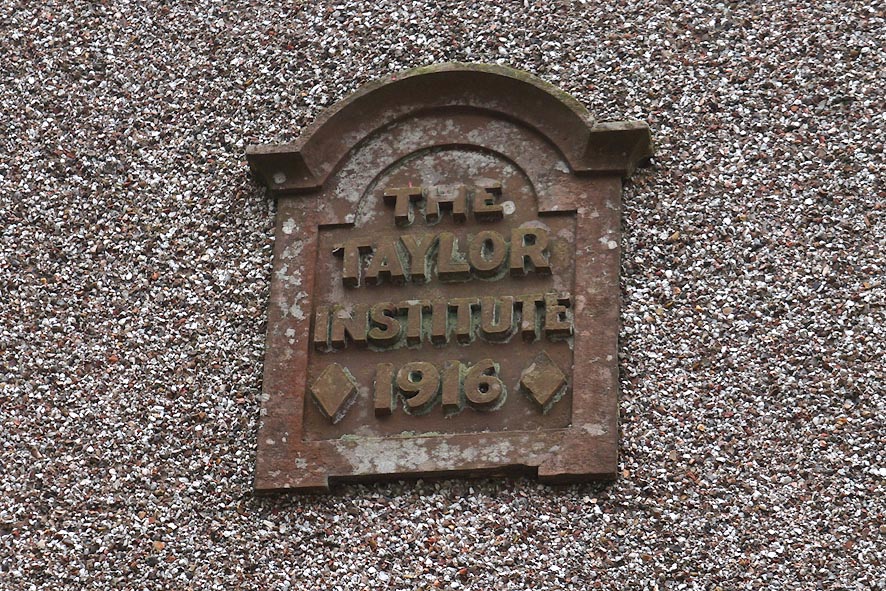 THE
TAYLOR
INSTITUTE
1916